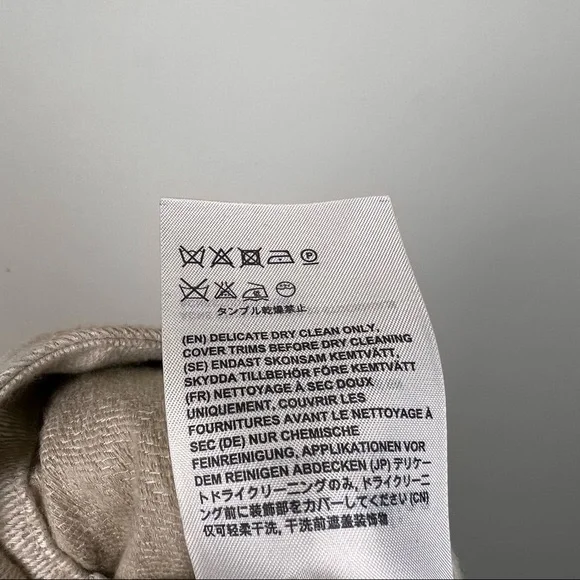 P
タンブル乾燥禁止
(EN) DELICATE DRY CLEAN ONLY,
COVER TRIMS BEFORE DRY CLEANING
(SE) ENDAST SKONSAM KEMTVÄTT,
SKYDDA TILLBEHÖR FÖRE KEMTVÄTT
(FR) NETTOYAGE À SEC DOUX
UNIQUEMENT, COUVRIR LES
FOURNITURES AVANT LE NETTOYAGE À
SEC (DE) NUR CHEMISCHE
FEINREINIGUNG, APPLIKATIONEN VOR
DEM REINIGEN ABDECKEN (JP) デリケー
トドライクリーニングのみ, ドライクリーニ
ング前に装飾部をカバーしてください (CN)
仅可轻柔干洗, 干洗前遮盖装饰物